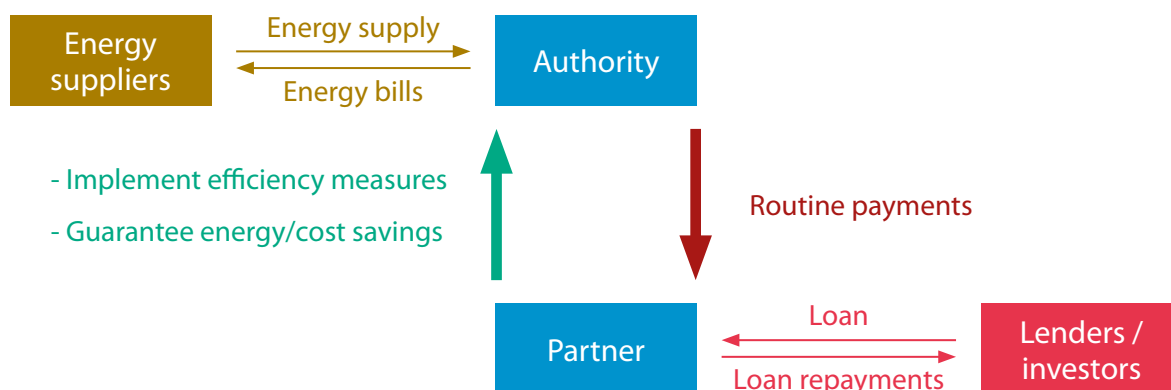 Energy
suppliers
Energy supply
Energy bills
Authority
- Implement efficiency measures
- Guarantee energy/cost savings
Routine payments
Partner
Loan
Loan repayments
Lenders /
investors